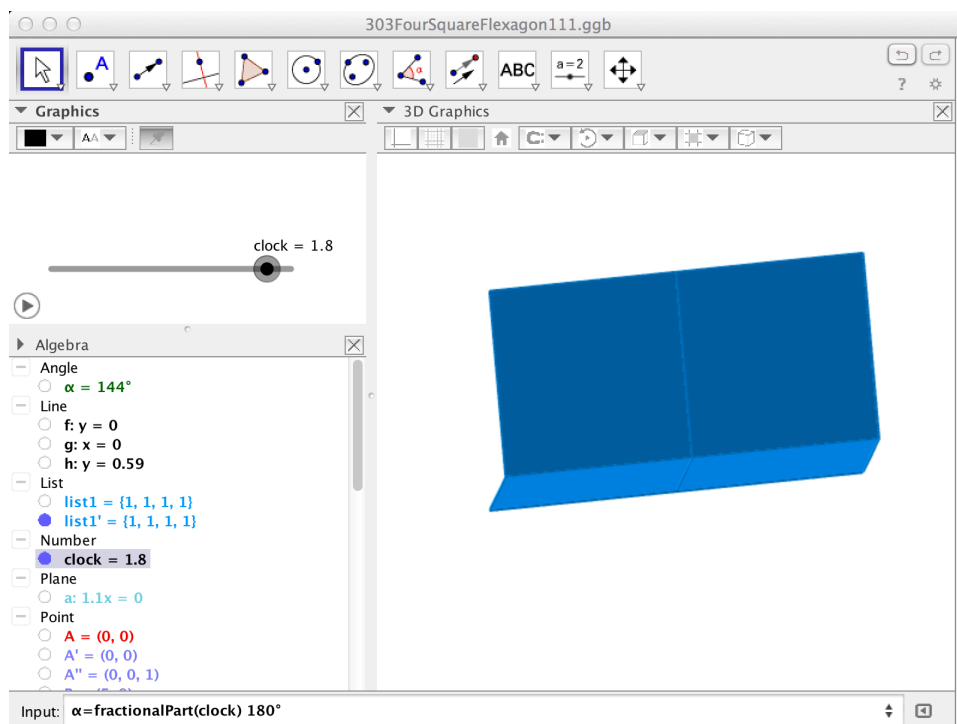 303FourSquareFlexagon111.ggb
A
α
ABC
a=2
?
Graphics
3D Graphics
AA
clock = 1.8
Algebra
Angle
α = 144°
Line
f: y = 0
g: x = 0
h: y = 0.59
List
list1 = {1, 1, 1, 1}
list1' = {1, 1, 1, 1}
Number
clock = 1.8
Plane
a: 1.1x = 0
Point
A = (0, 0)
A' = (0, 0)
A" = (0, 0, 1)
Input: α=fractionalPart(clock) 180°